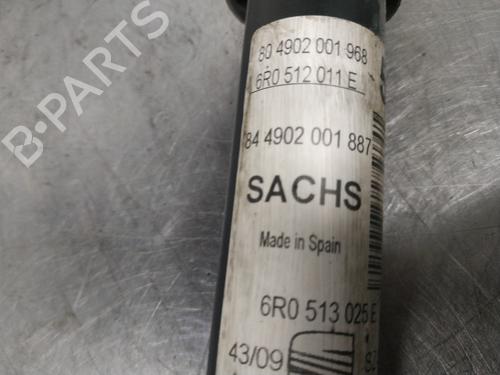 80 4902 001 968
6R0 512 011 E
84 4902 001 887
SACHS
Made in Spain
6R0 513 025 E
43/09
B-PARTS